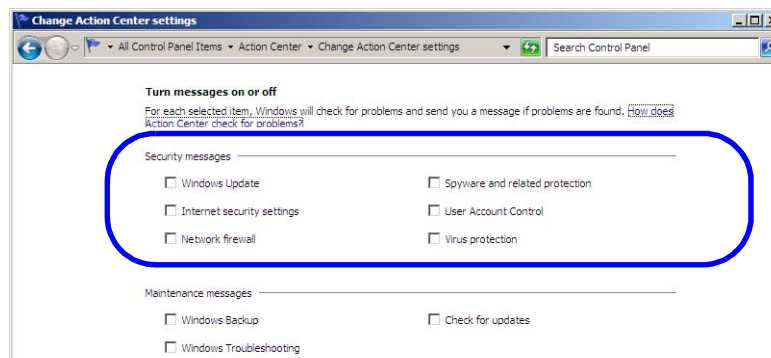 Change Action Center settings
All Control Panel Items Action Center Change Action Center settings Search Control Panel
Turn messages on or off
For each selected item, Windows will check for problems and send you a message if problems are found. How does
Action Center check for problems?
Security messages
Windows Update Spyware and related protection
Internet security settings User Account Control
Network firewall Virus protection
Maintenance messages
Windows Backup Check for updates
Windows Troubleshooting